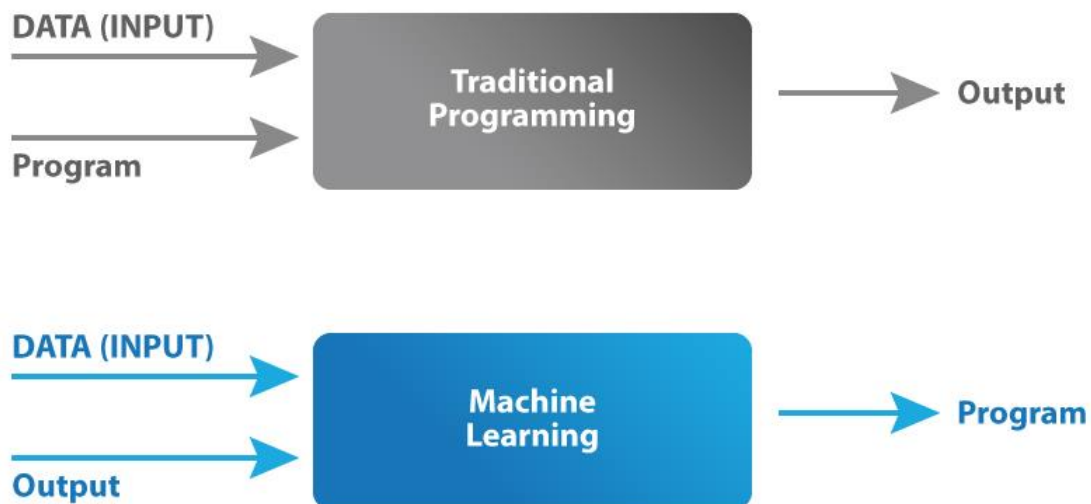 DATA (INPUT)
Program
Traditional
Programming
Output
DATA (INPUT)
Output
Machine
Learning
Program